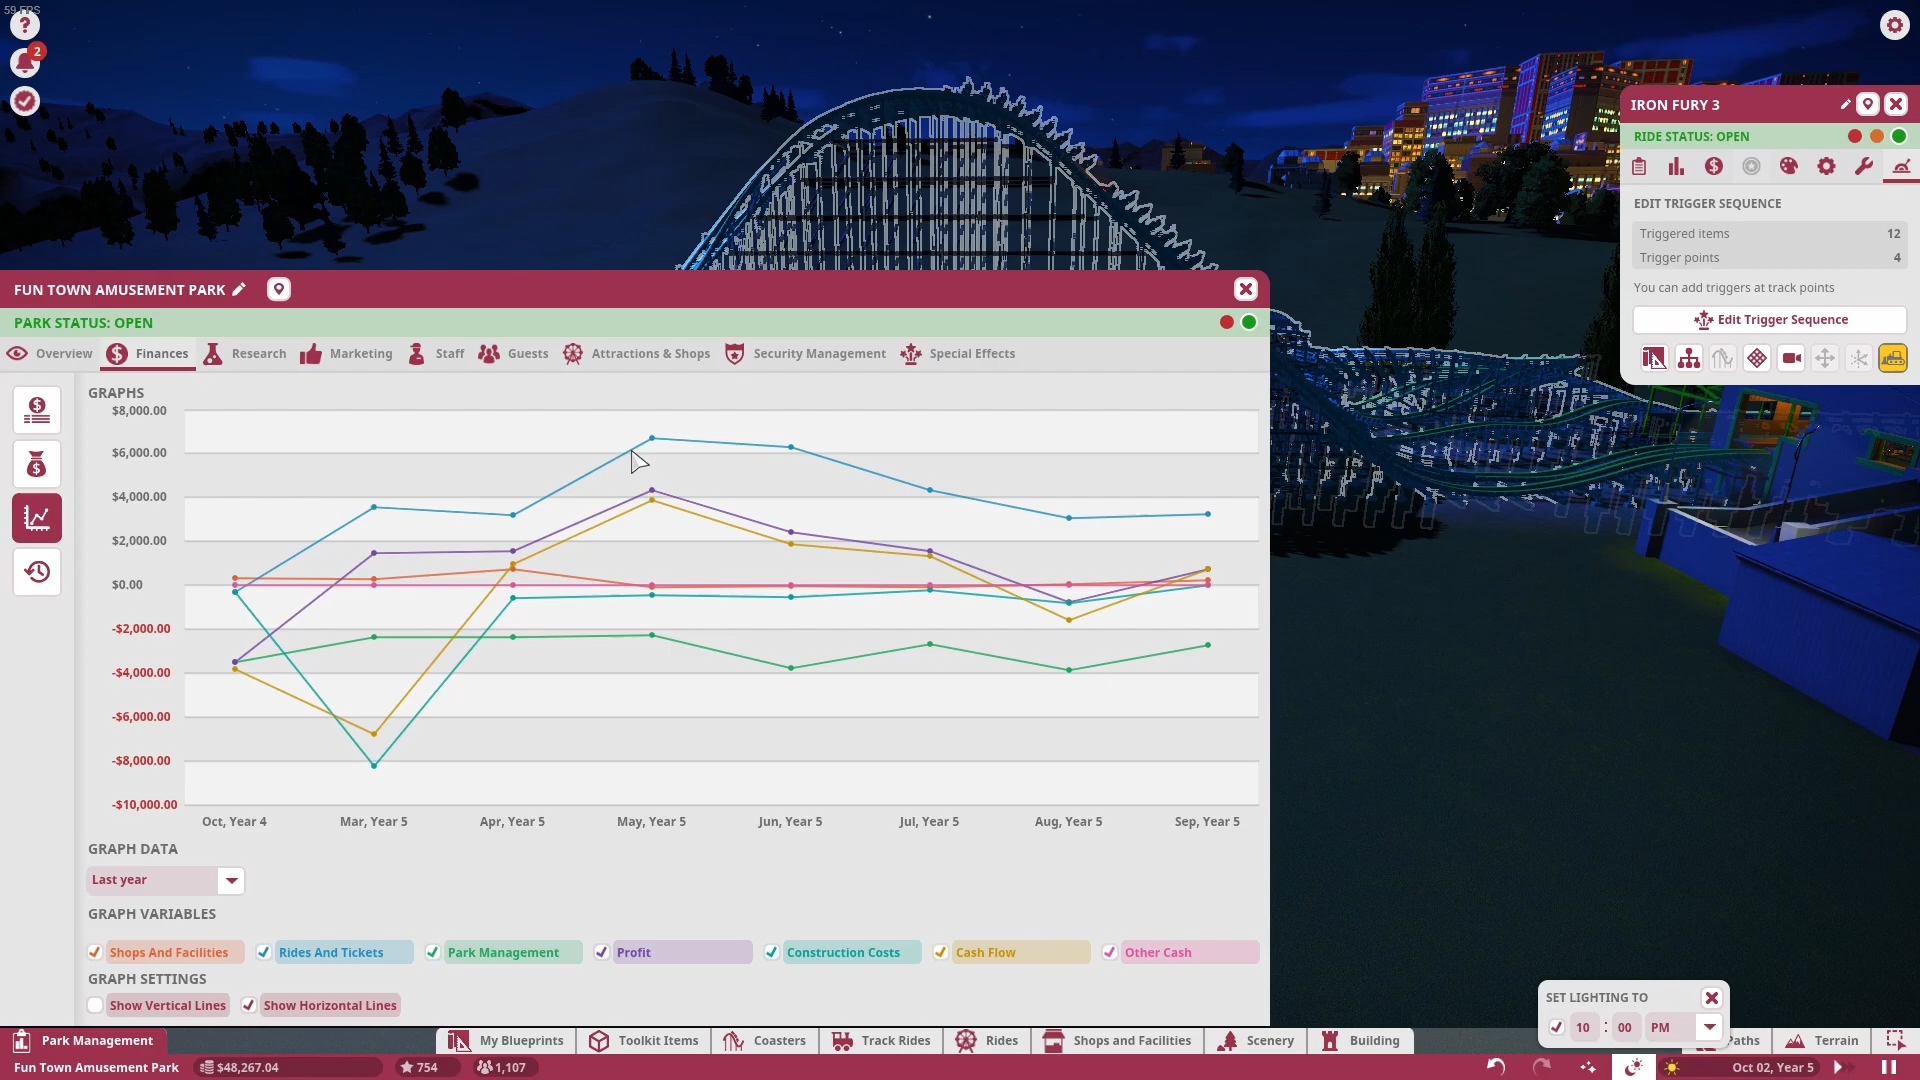 59 FPS
?
2
IRON FURY 3
RIDE STATUS: OPEN
EDIT TRIGGER SEQUENCE
Triggered items 12
Trigger points 4
You can add triggers at track points
Edit Trigger Sequence
FUN TOWN AMUSEMENT PARK
PARK STATUS: OPEN
Overview Finances Research Marketing Staff Guests Attractions & Shops Security Management Special Effects
GRAPHS
$8,000.00
$6,000.00
$4,000.00
$2,000.00
$0.00
-$2,000.00
-$4,000.00
-$6,000.00
-$8,000.00
-$10,000.00
Oct, Year 4 Mar, Year 5 Apr, Year 5 May, Year 5 Jun, Year 5 Jul, Year 5 Aug, Year 5 Sep, Year 5
GRAPH DATA
Last year
GRAPH VARIABLES
Shops And Facilities Rides And Tickets Park Management Profit Construction Costs Cash Flow Other Cash
GRAPH SETTINGS
Show Vertical Lines Show Horizontal Lines
SET LIGHTING TO
10 : 00 PM
Park Management My Blueprints Toolkit Items Coasters Track Rides Rides Shops and Facilities Scenery Building Paths Terrain
Fun Town Amusement Park $48,267.04 754 1,107 Oct 02, Year 5